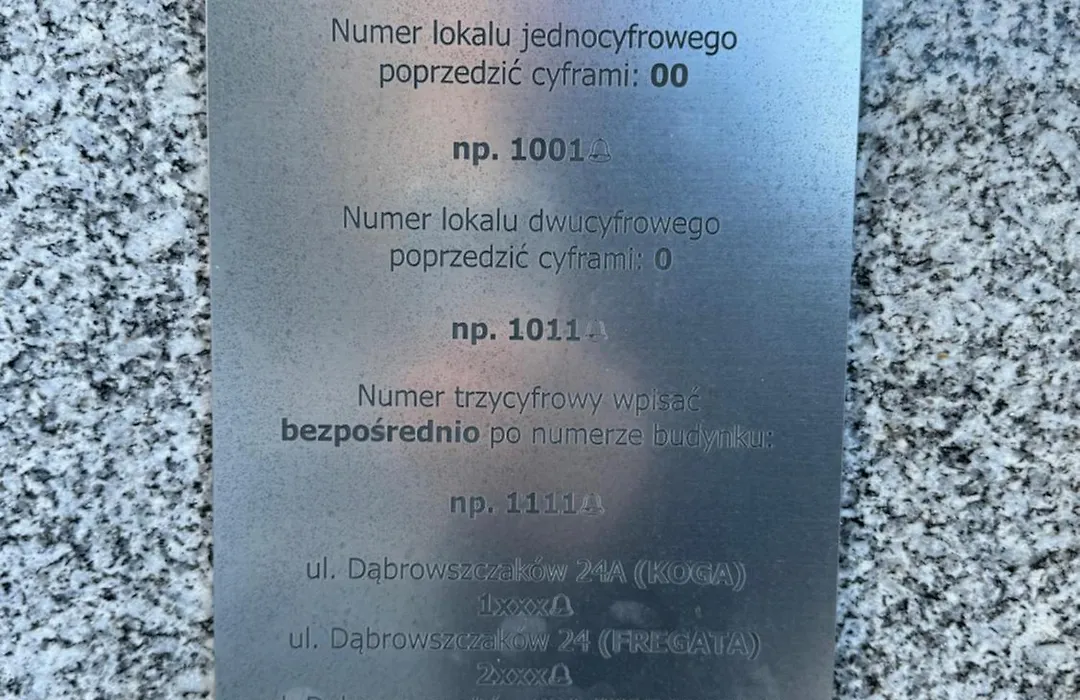 Numer lokalu jednocyfrowego
poprzedzić cyframi: 00
np. 1001
Numer lokalu dwucyfrowego
poprzedzić cyframi: 0
np. 1011
Numer trzycyfrowy wpisać
bezpośrednio po numerze budynku:
np. 1111
ul. Dąbrowszczaków 24A (KOGA)
1xxx
ul. Dąbrowszczaków 24 (FREGATA)
2xxx